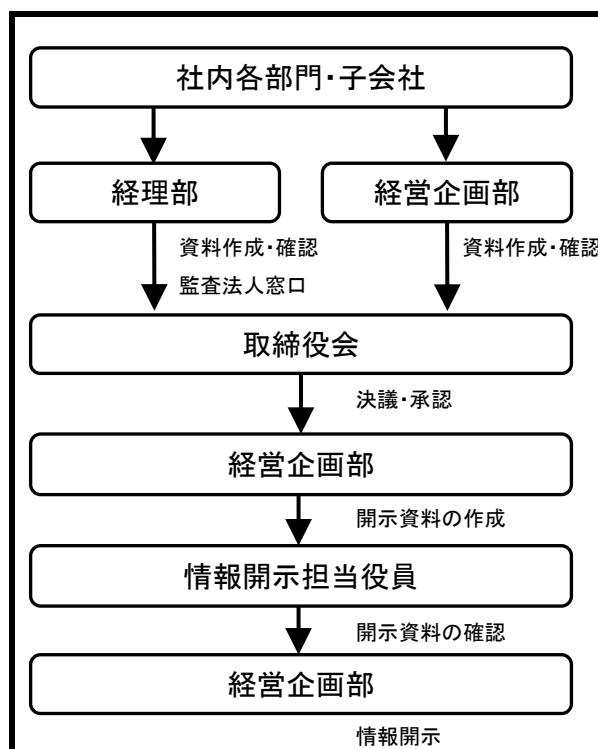 社内各部門・子会社
経理部
経営企画部
資料作成・確認
監査法人窓口
資料作成・確認
取締役会
決議・承認
経営企画部
開示資料の作成
情報開示担当役員
開示資料の確認
経営企画部
情報開示